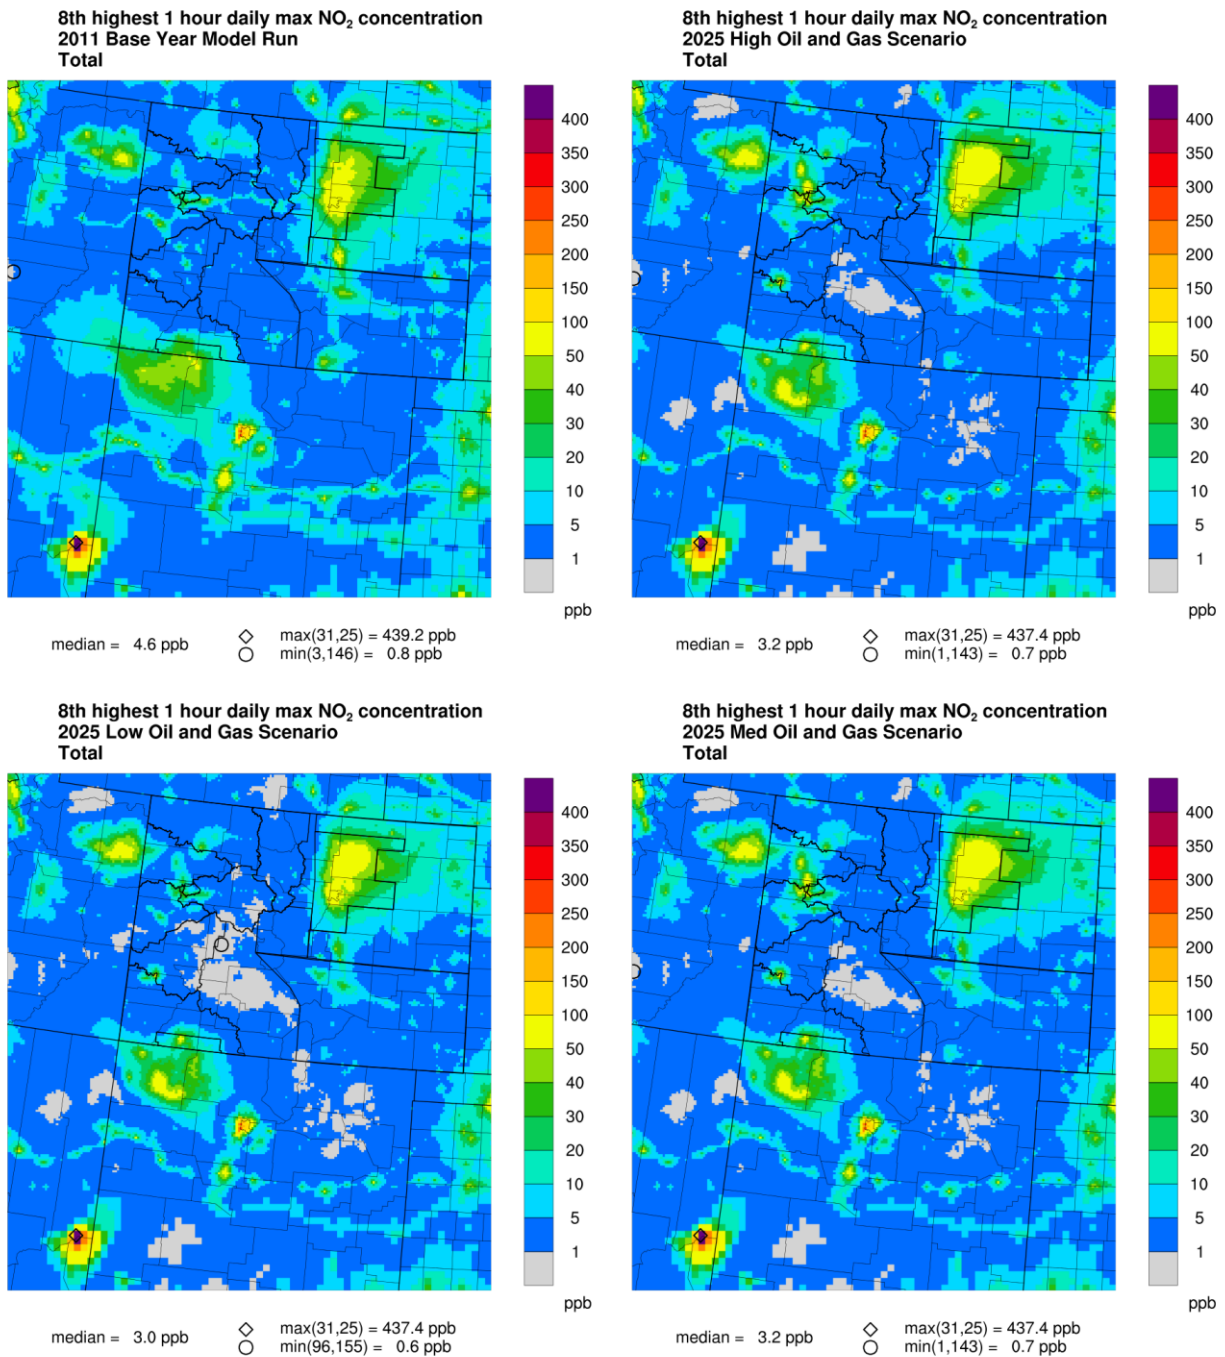 8th highest 1 hour daily max NO₂ concentration
2011 Base Year Model Run
Total
400
350
300
250
200
150
100
50
40
30
20
10
5
1
ppb
median = 4.6 ppb
max(31,25) = 439.2 ppb
min(3,146) = 0.8 ppb
8th highest 1 hour daily max NO₂ concentration
2025 High Oil and Gas Scenario
Total
400
350
300
250
200
150
100
50
40
30
20
10
5
1
ppb
median = 3.2 ppb
max(31,25) = 437.4 ppb
min(1,143) = 0.7 ppb
8th highest 1 hour daily max NO₂ concentration
2025 Low Oil and Gas Scenario
Total
400
350
300
250
200
150
100
50
40
30
20
10
5
1
ppb
median = 3.0 ppb
max(31,25) = 437.4 ppb
min(96,155) = 0.6 ppb
8th highest 1 hour daily max NO₂ concentration
2025 Med Oil and Gas Scenario
Total
400
350
300
250
200
150
100
50
40
30
20
10
5
1
ppb
median = 3.2 ppb
max(31,25) = 437.4 ppb
min(1,143) = 0.7 ppb